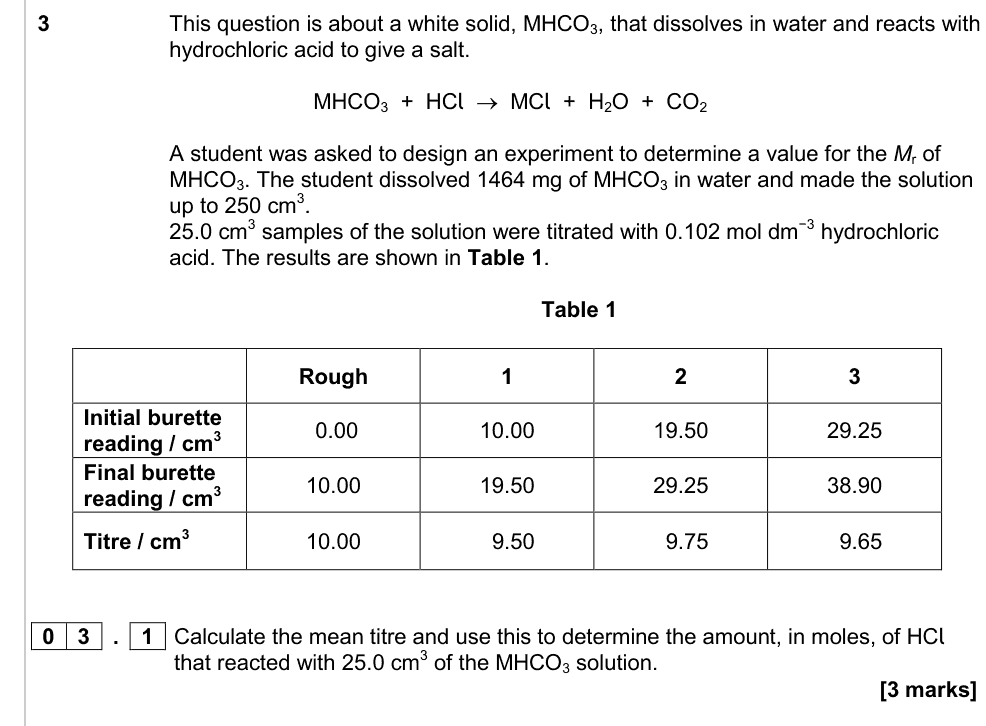 3 This question is about a white solid, MHCO₃, that dissolves in water and reacts with
hydrochloric acid to give a salt.
MHCO₃ + HCl → MCl + H₂O + CO₂
A student was asked to design an experiment to determine a value for the Mᵣ of
MHCO₃. The student dissolved 1464 mg of MHCO₃ in water and made the solution
up to 250 cm³.
25.0 cm³ samples of the solution were titrated with 0.102 mol dm⁻³ hydrochloric
acid. The results are shown in Table 1.
Table 1
Rough 1 2 3
Initial burette
reading / cm³ 0.00 10.00 19.50 29.25
Final burette
reading / cm³ 10.00 19.50 29.25 38.90
Titre / cm³ 10.00 9.50 9.75 9.65
0 3 . 1 Calculate the mean titre and use this to determine the amount, in moles, of HCl
that reacted with 25.0 cm³ of the MHCO₃ solution.
[3 marks]